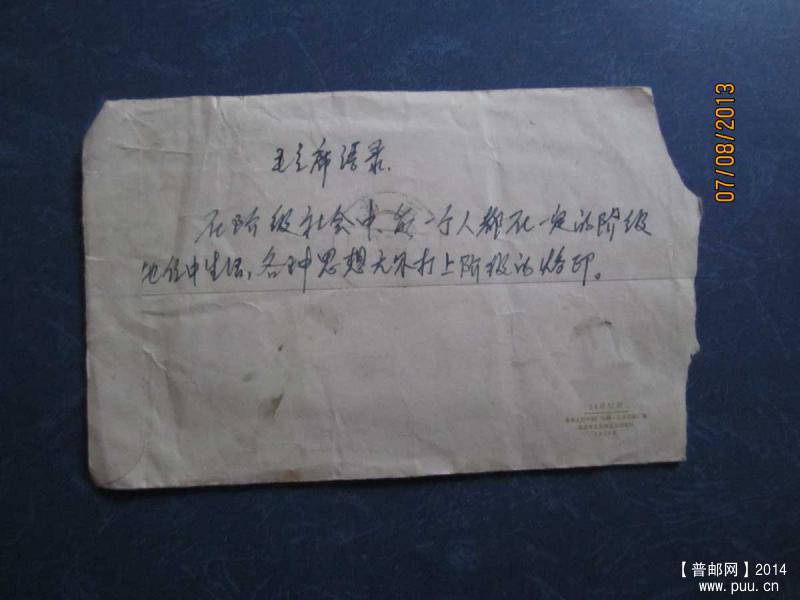 毛主席语录.
在阶级社会中,每一个人都在一定的阶级
地位中生活,各种思想无不打上阶级的烙印。
07/08/2013
【普邮网】2014
www.puu.cn